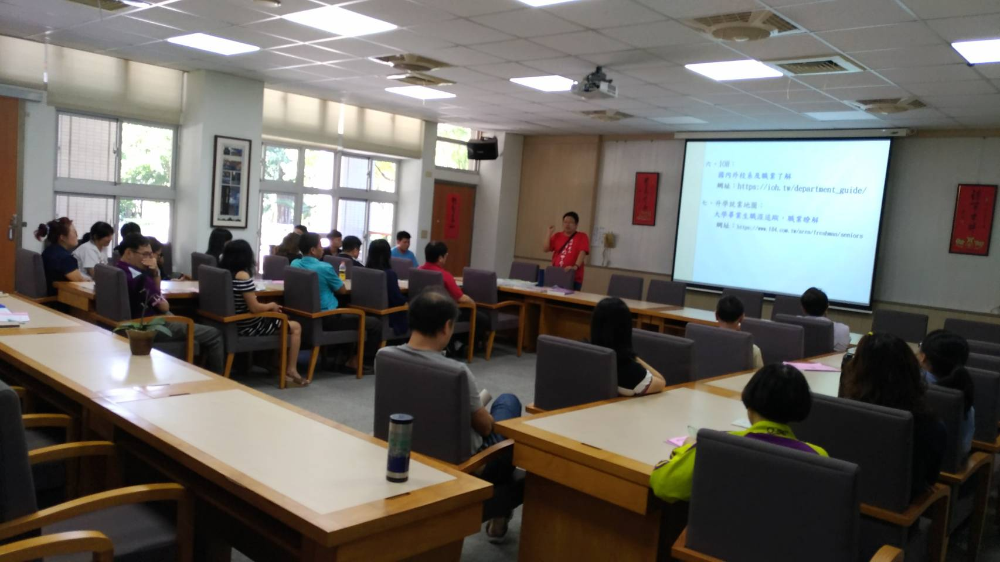 六、IOH：
國內外校系及職業了解
網址：https://ioh.tw/department_guide/
七、升學就業地圖：
大學畢業生職涯追蹤，職業瞭解
網址：https://www.104.com.tw/area/freshman/seniors